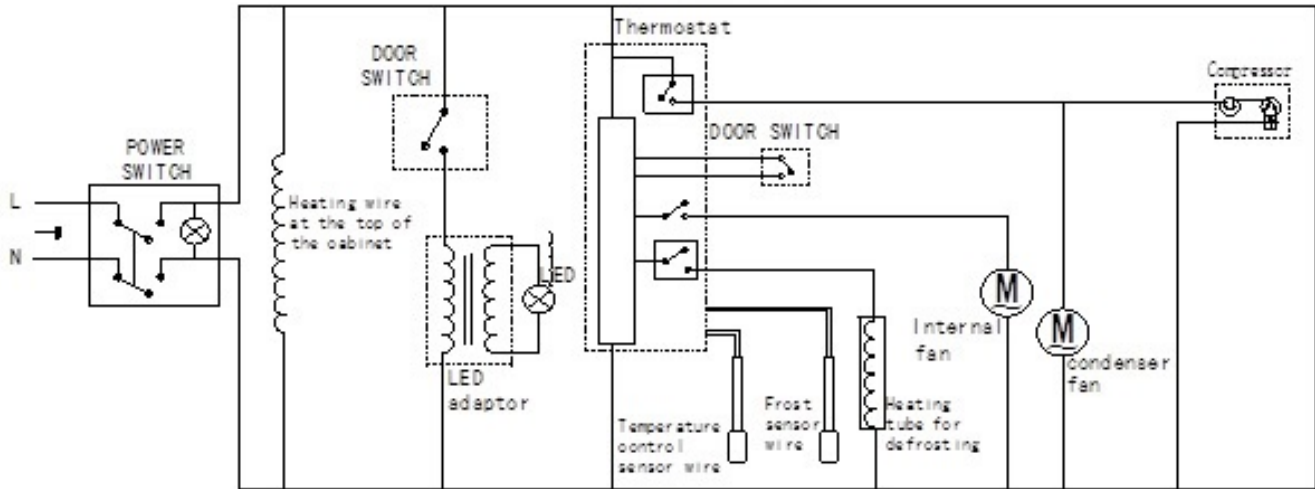 Thermostat
DOOR
SWITCH
Compressor
DOOR SWITCH
POWER
SWITCH
L
N
Heating wire
at the top of
the cabinet
LED
M
Internal
fan
M
condenser
fan
LED
adaptor
Temperature
control
sensor wire
Frost
sensor
wire
Heating
tube for
defrosting